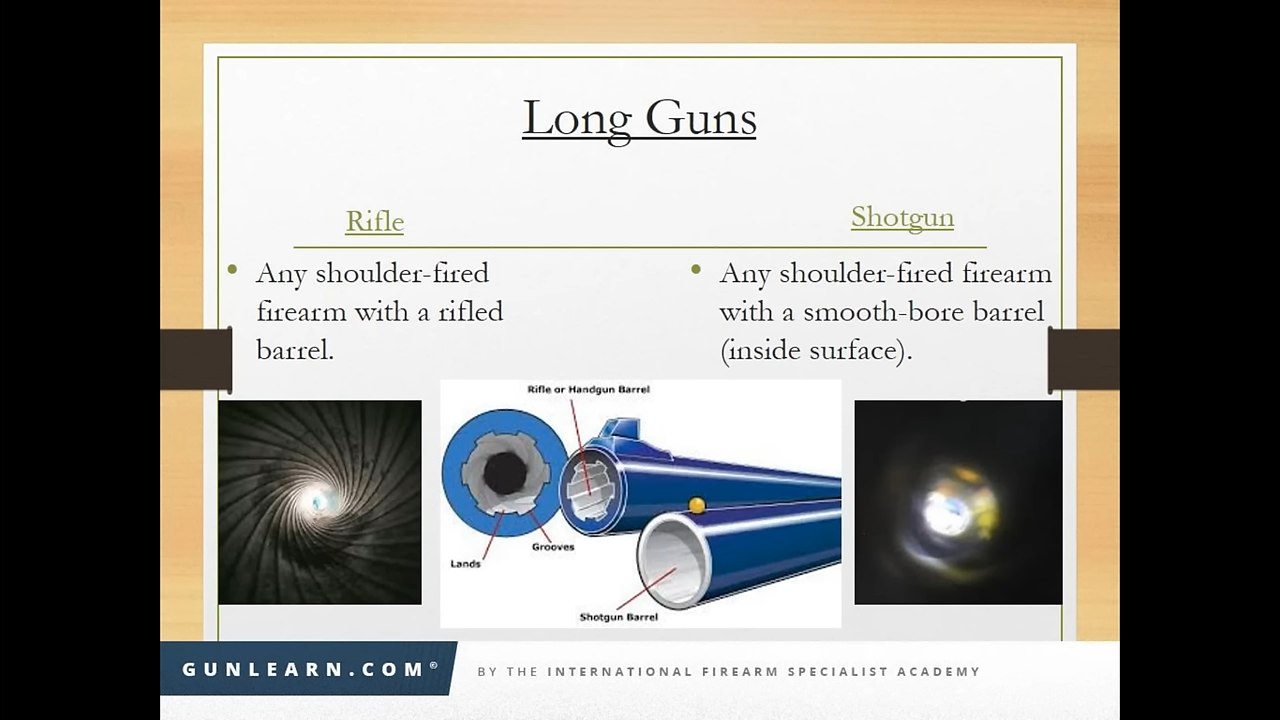 Long Guns
Rifle
Shotgun
Any shoulder-fired
firearm with a rifled
barrel.
Any shoulder-fired firearm
with a smooth-bore barrel
(inside surface).
Rifle or Handgun Barrel
Grooves
Lands
Shotgun Barrel
GUNLEARN.COM©
BY THE INTERNATIONAL FIREARM SPECIALIST ACADEMY